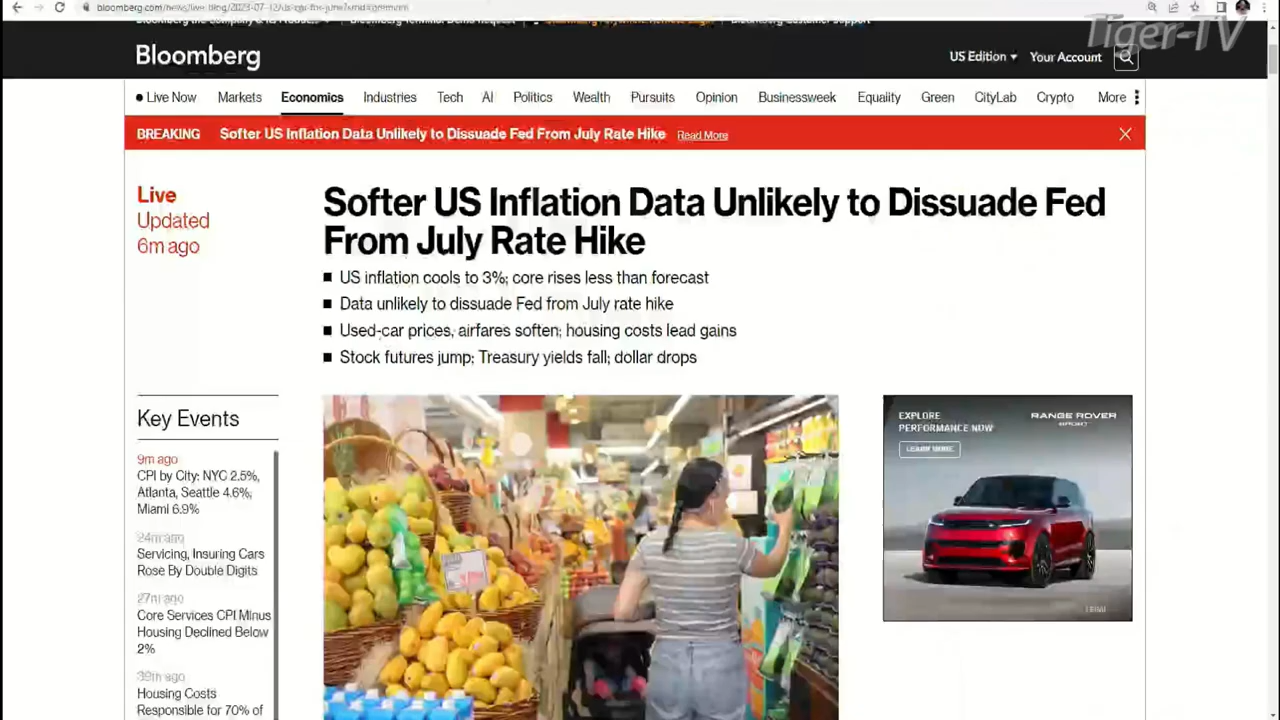 Tiger-TV
Bloomberg
US Edition
Your Account
Live Now
Markets
Economics
Industries
Tech
AI
Politics
Wealth
Pursuits
Opinion
Businessweek
Equality
Green
CityLab
Crypto
More
BREAKING
Softer US Inflation Data Unlikely to Dissuade Fed From July Rate Hike
Read More
Live
Updated
6m ago
Softer US Inflation Data Unlikely to Dissuade Fed
From July Rate Hike
US inflation cools to 3%; core rises less than forecast
Data unlikely to dissuade Fed from July rate hike
Used-car prices, airfares soften; housing costs lead gains
Stock futures jump; Treasury yields fall; dollar drops
Key Events
9m ago
CPI by City: NYC 2.5%,
Atlanta, Seattle 4.6%,
Miami 6.9%
24m ago
Servicing, Insuring Cars
Rose By Double Digits
27m ago
Core Services CPI Minus
Housing Declined Below
2%
39m ago
Housing Costs
Responsible for 70% of
EXPLORE
PERFORMANCE NOW
LEARN MORE
RANGE ROVER
SPORT